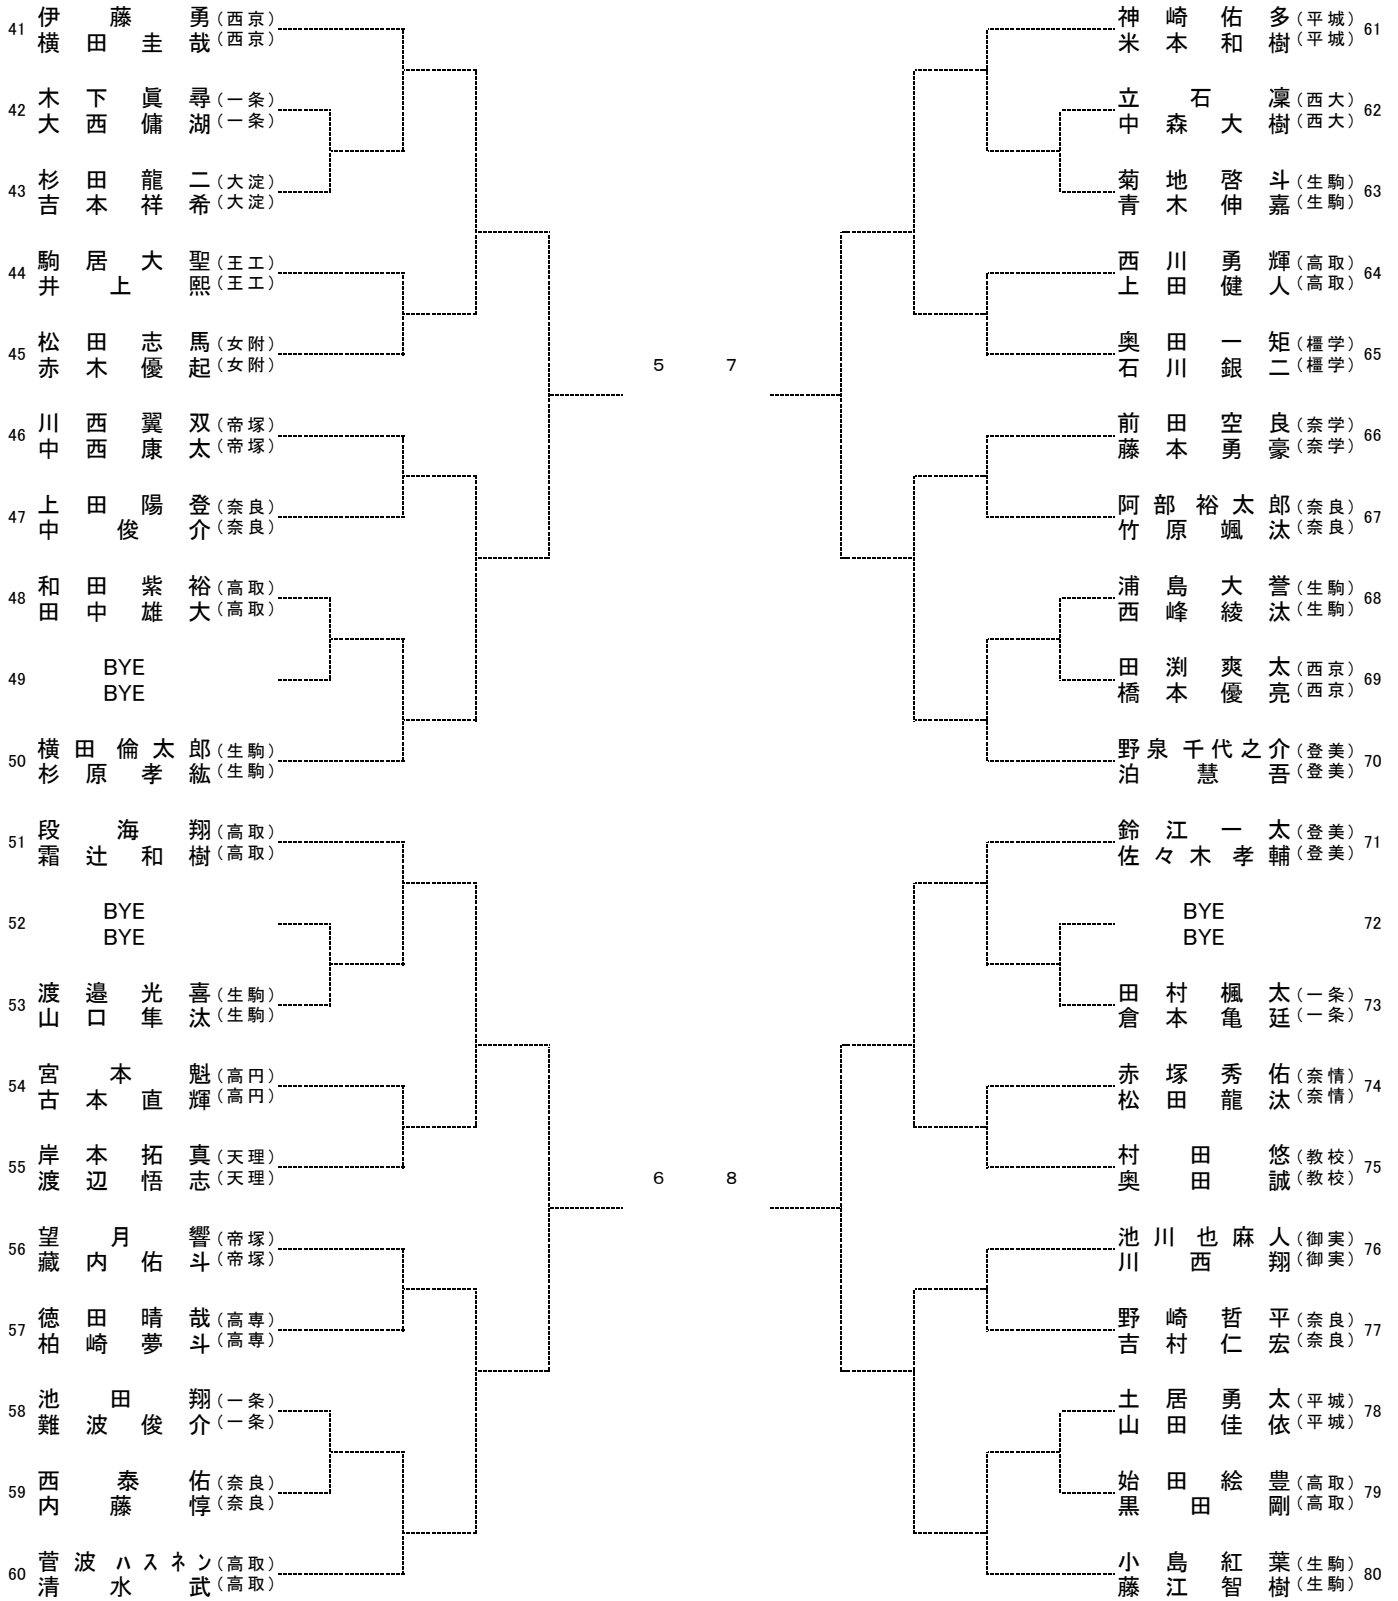 41 伊藤勇(西京)
横田圭哉(西京)
42 木下眞尋(一条)
大西傭湖(一条)
43 杉田龍二(大淀)
吉本祥希(大淀)
44 駒居大聖(王工)
井上熙(王工)
45 松田志馬(女附)
赤木優起(女附)
46 川西翼双(帝塚)
中西康太(帝塚)
47 上田陽登(奈良)
中俊介(奈良)
48 和田紫裕(高取)
田中雄大(高取)
49 BYE
BYE
50 横田倫太郎(生駒)
杉原孝紘(生駒)
51 段海翔(高取)
霜辻和樹(高取)
52 BYE
BYE
53 渡邉光喜(生駒)
山口隼汰(生駒)
54 宮本魁(高円)
古本直輝(高円)
55 岸本拓真(天理)
渡辺悟志(天理)
56 望月響(帝塚)
藏内佑斗(帝塚)
57 徳田晴哉(高専)
柏崎夢斗(高専)
58 池田翔(一条)
難波俊介(一条)
59 西泰佑(奈良)
内藤惇(奈良)
60 菅波ハスネン(高取)
清水武(高取)
5 7
6 8
神崎佑多(平城) 61
米本和樹(平城)
立石凜(西大) 62
中森大樹(西大)
菊地啓斗(生駒) 63
青木伸嘉(生駒)
西川勇輝(高取) 64
上田健人(高取)
奥田一矩(橿学) 65
石川銀二(橿学)
前田空良(奈学) 66
藤本勇豪(奈学)
阿部裕太郎(奈良) 67
竹原颯汰(奈良)
浦島大誉(生駒) 68
西峰綾汰(生駒)
田渕爽太(西京) 69
橋本優亮(西京)
野泉千代之介(登美) 70
泊慧吾(登美)
鈴江一太(登美) 71
佐々木孝輔(登美)
BYE 72
BYE
田村楓太(一条) 73
倉本亀廷(一条)
赤塚秀佑(奈情) 74
松田龍汰(奈情)
村田悠(教校) 75
奥田誠(教校)
池川也麻人(御実) 76
川西翔(御実)
野崎哲平(奈良) 77
吉村仁宏(奈良)
土居勇太(平城) 78
山田佳依(平城)
始田絵豊(高取) 79
黒田剛(高取)
小島紅葉(生駒) 80
藤江智樹(生駒)